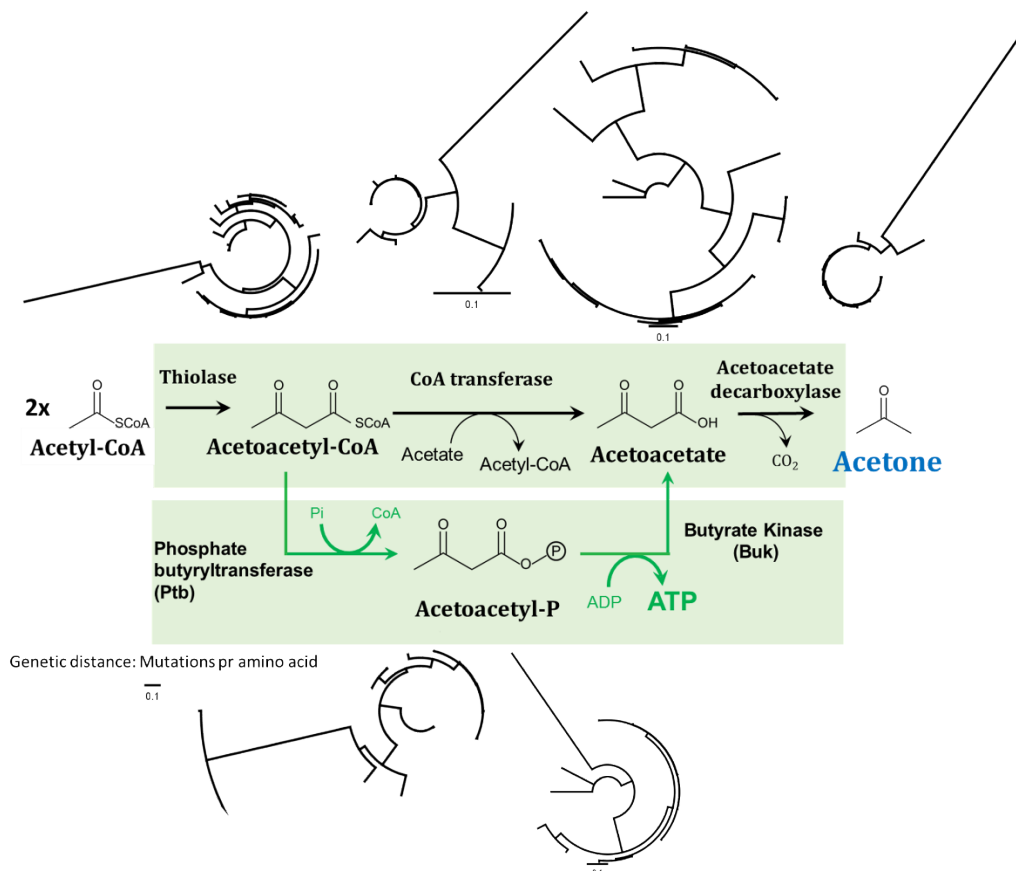 0.1
0.1
Thiolase
CoA transferase
Acetoacetate
decarboxylase
2x
O
SCoA
O
O
SCoA
O
O
OH
O
Acetyl-CoA
Acetoacetyl-CoA
Acetate
Acetyl-CoA
Acetoacetate
CO2
Acetone
Pi
CoA
Phosphate
butyryltransferase
(Ptb)
O
O
O
P
Butyrate Kinase
(Buk)
Acetoacetyl-P
ADP
ATP
Genetic distance: Mutations pr amino acid
0.1
0.1